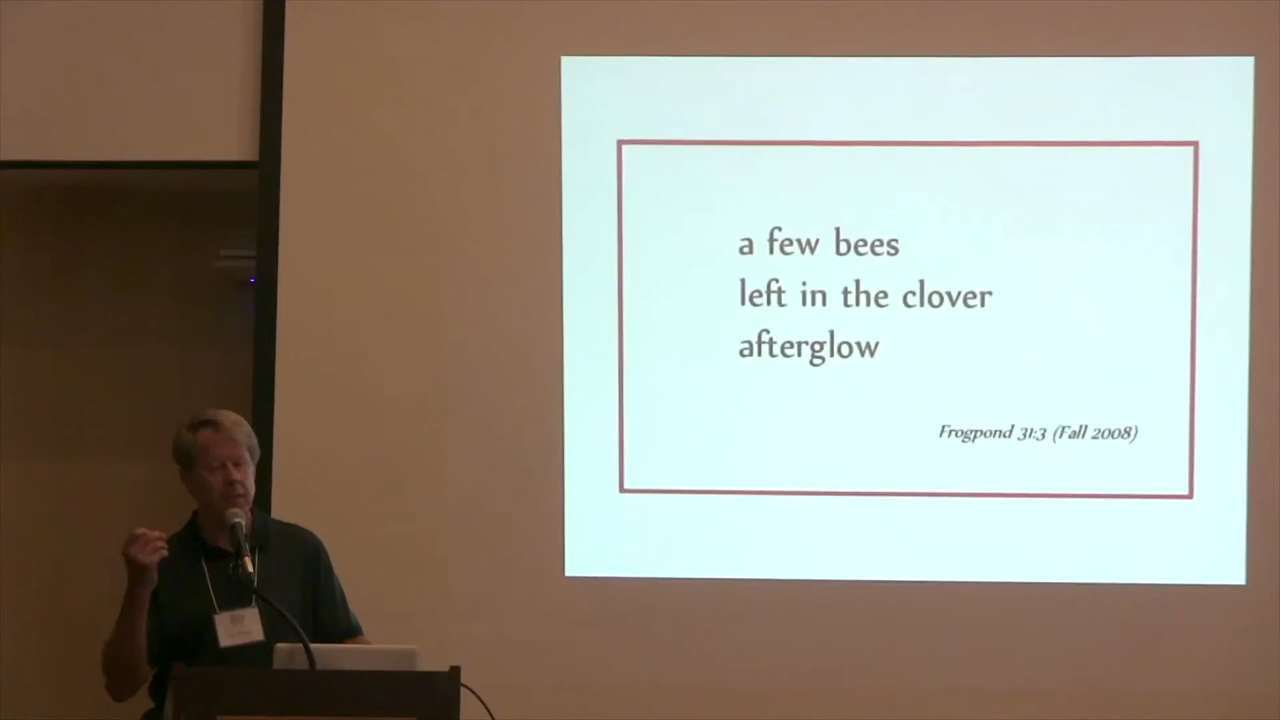 a few bees
left in the clover
afterglow
Frogpond 31:3 (Fall 2008)